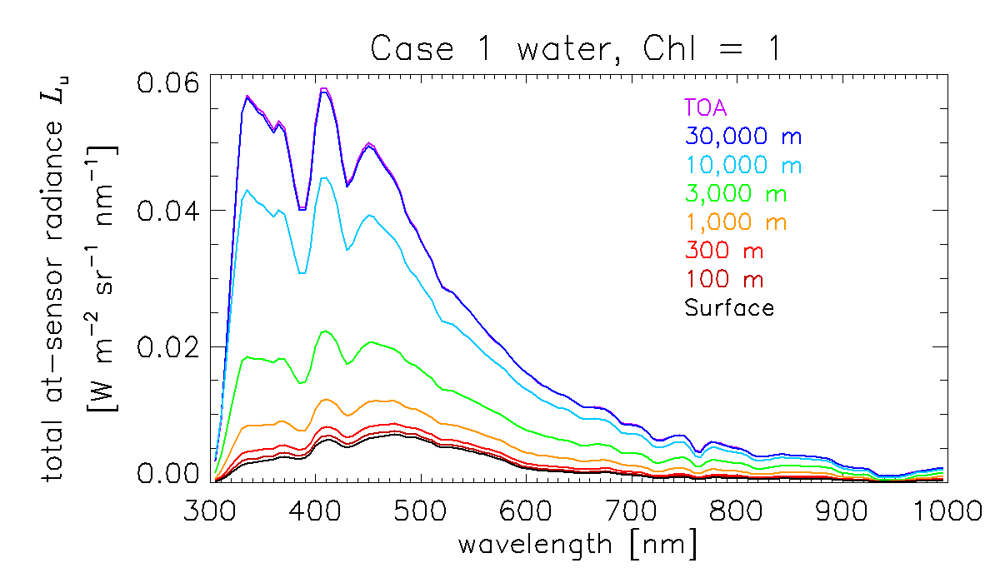 Case 1 water, Chl = 1
total at-sensor radiance Lu
[W m⁻² sr⁻¹ nm⁻¹]
0.06
0.04
0.02
0.00
TOA
30,000 m
10,000 m
3,000 m
1,000 m
300 m
100 m
Surface
300 400 500 600 700 800 900 1000
wavelength [nm]